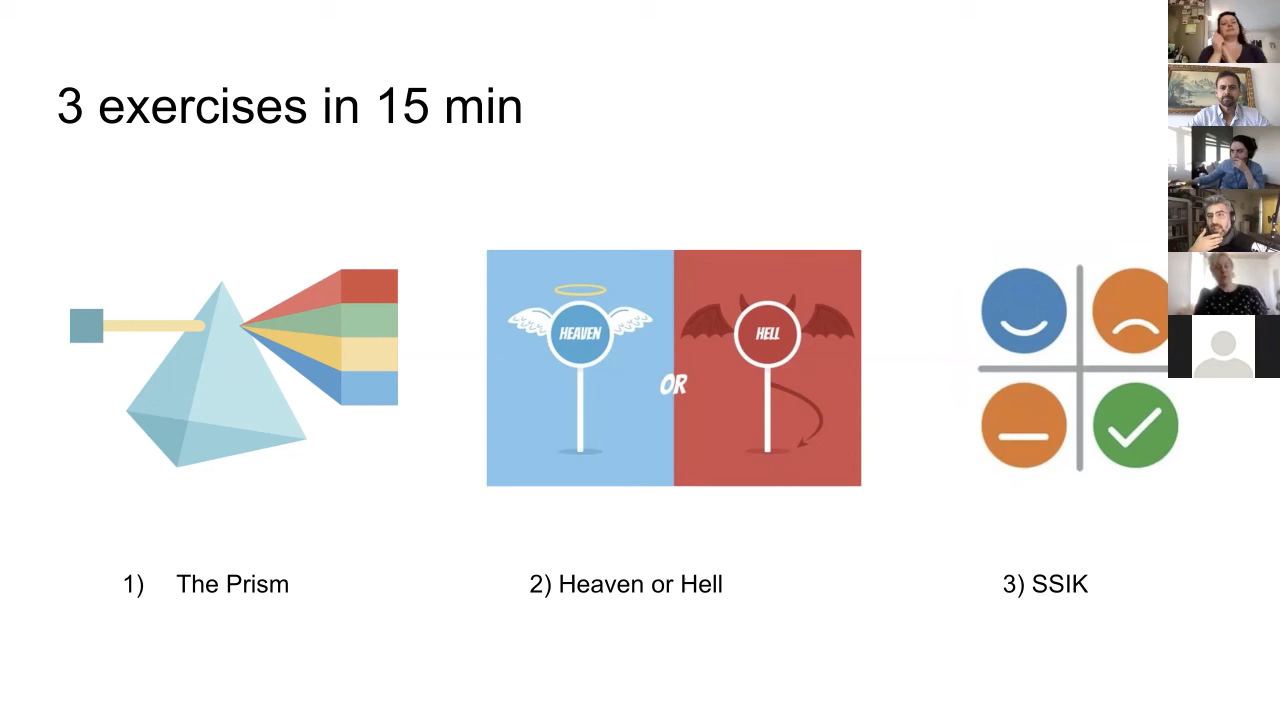 3 exercises in 15 min
HEAVEN
OR
HELL
1) The Prism
2) Heaven or Hell
3) SSIK